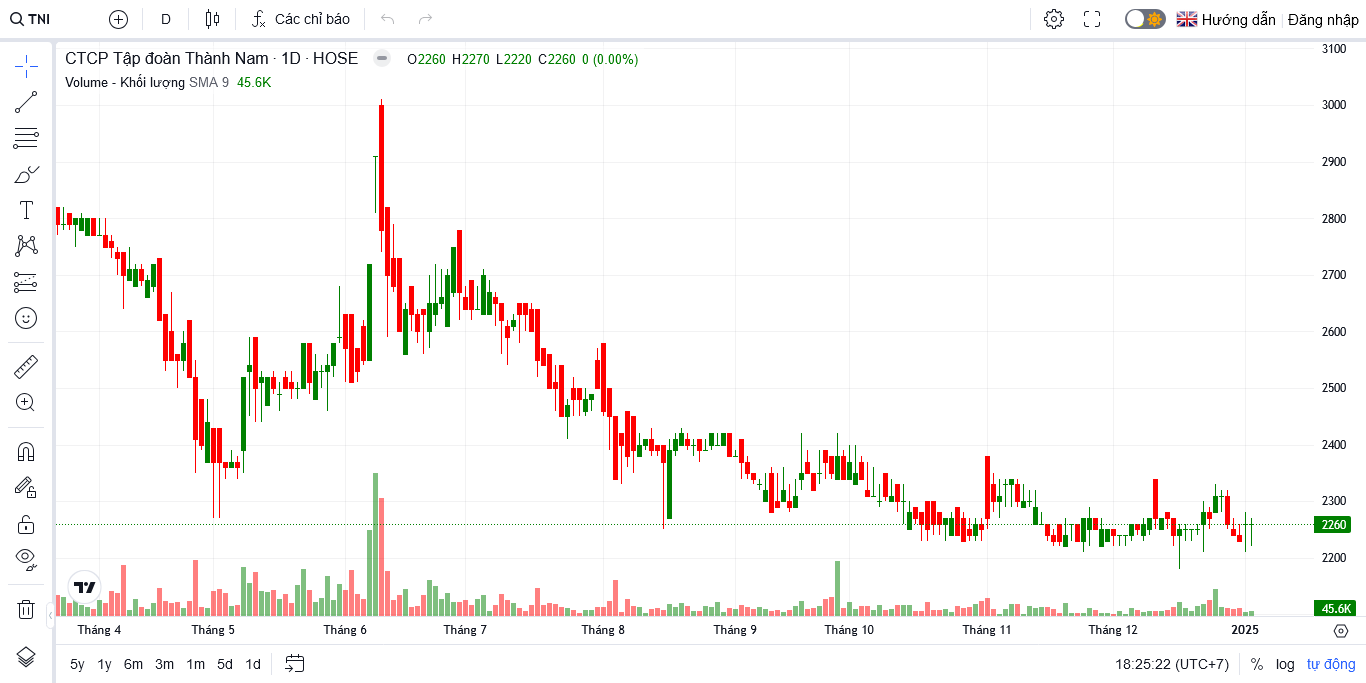 TNI D Các chỉ báo Hướng dẫn Đăng nhập
CTCP Tập đoàn Thành Nam · 1D · HOSE O2260 H2270 L2220 C2260 0 (0.00%)
Volume - Khối lượng SMA 9 45.6K
3100
3000
2900
2800
2700
2600
2500
2400
2300
2260
2200
45.6K
Tháng 4 Tháng 5 Tháng 6 Tháng 7 Tháng 8 Tháng 9 Tháng 10 Tháng 11 Tháng 12 2025
5y 1y 6m 3m 1m 5d 1d 18:25:22 (UTC+7) % log tự động